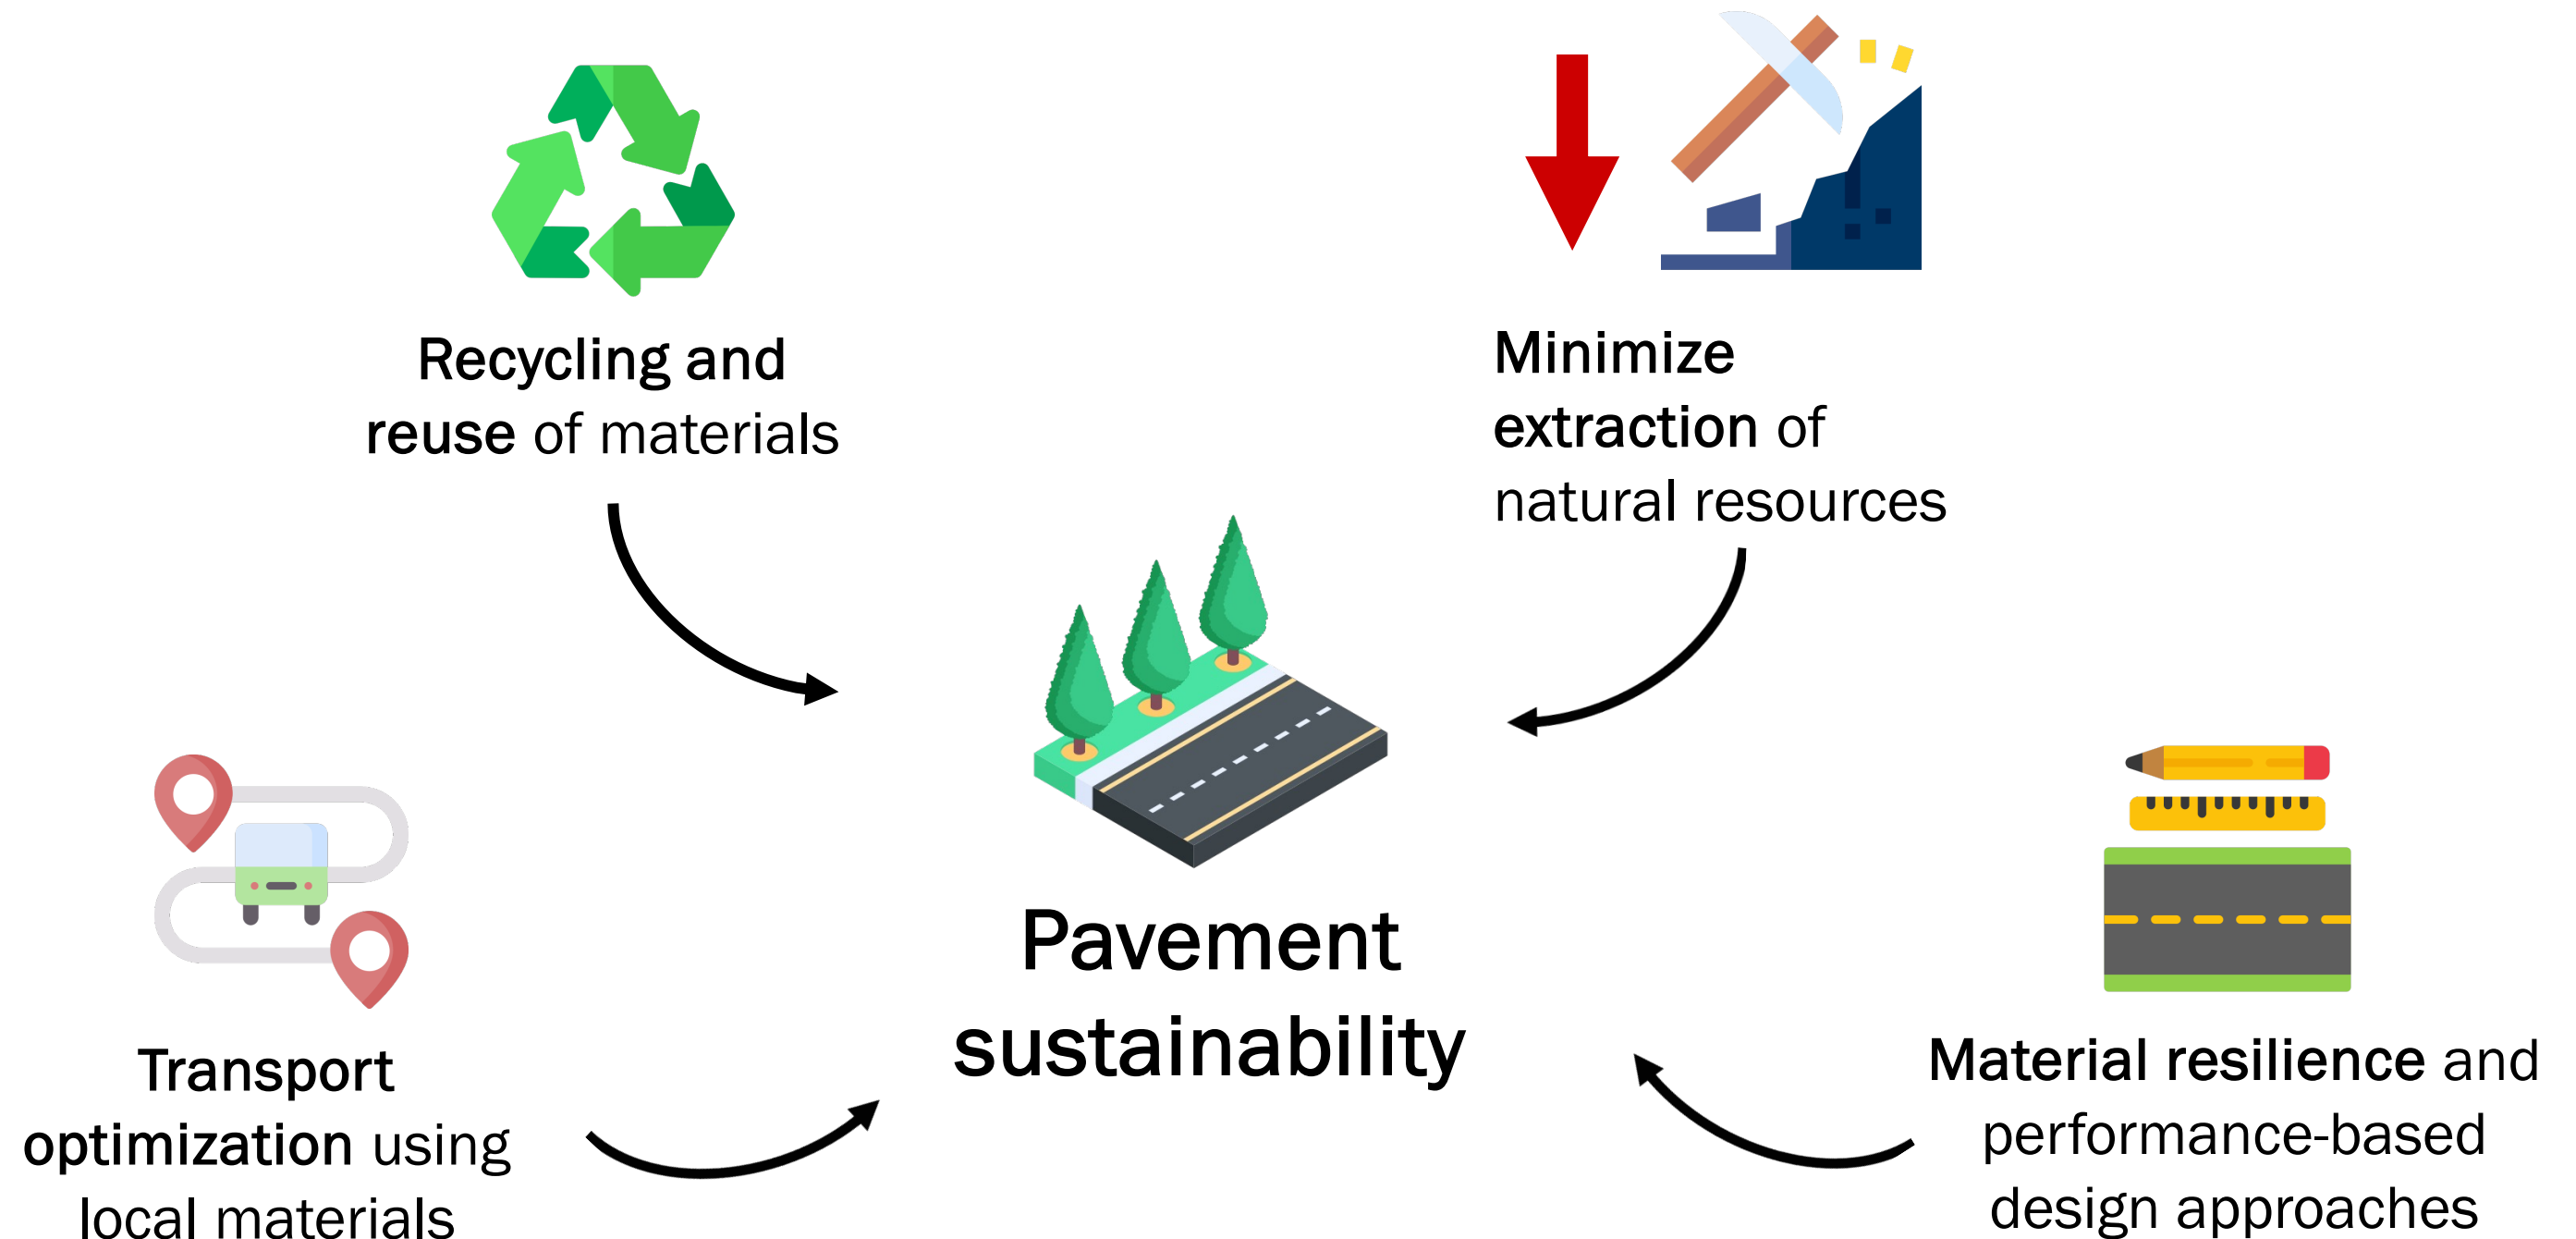 Recycling and
reuse of materials
Minimize
extraction of
natural resources
Pavement
sustainability
Transport
optimization using
local materials
Material resilience and
performance-based
design approaches